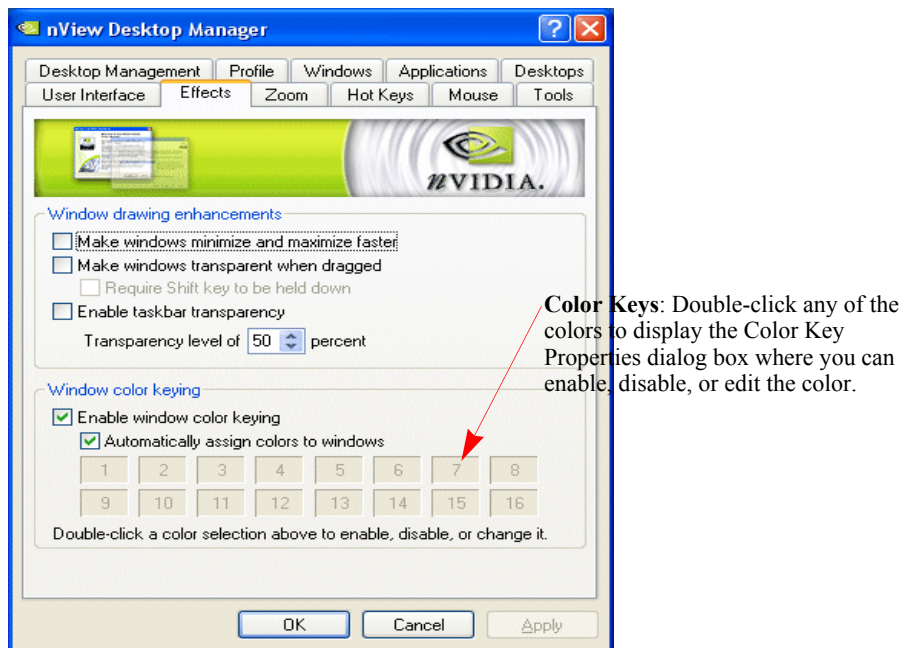 nView Desktop Manager
Desktop Management Profile Windows Applications Desktops
User Interface Effects Zoom Hot Keys Mouse Tools
nVIDIA.
Window drawing enhancements
Make windows minimize and maximize faster
Make windows transparent when dragged
Require Shift key to be held down
Enable taskbar transparency
Transparency level of 50 percent
Color Keys: Double-click any of the
colors to display the Color Key
Properties dialog box where you can
enable, disable, or edit the color.
Window color keying
Enable window color keying
Automatically assign colors to windows
1 2 3 4 5 6 7 8
9 10 11 12 13 14 15 16
Double-click a color selection above to enable, disable, or change it.
OK Cancel Apply